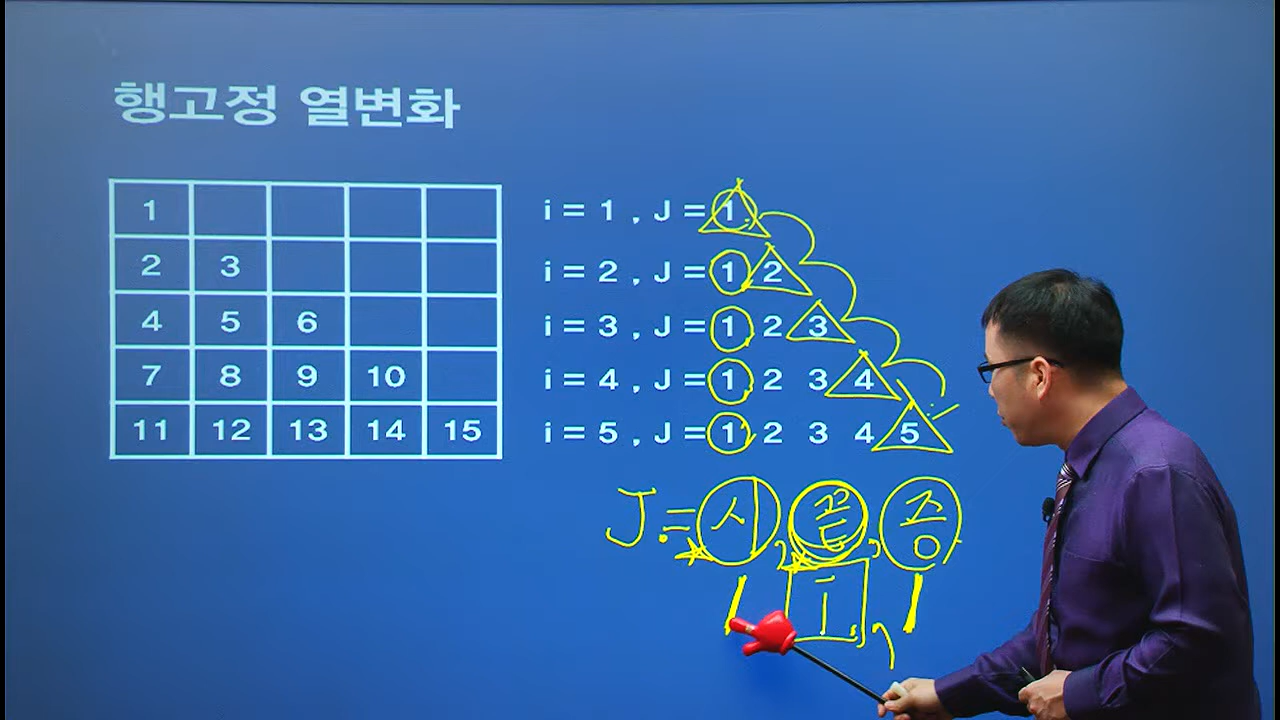 행고정 열변화
1
2 3
4 5 6
7 8 9 10
11 12 13 14 15
i = 1 , J = 1
i = 2 , J = 1 2
i = 3 , J = 1 2 3
i = 4 , J = 1 2 3 4
i = 5 , J = 1 2 3 4 5
J = 시 , 끝 , 증
1 i , 1